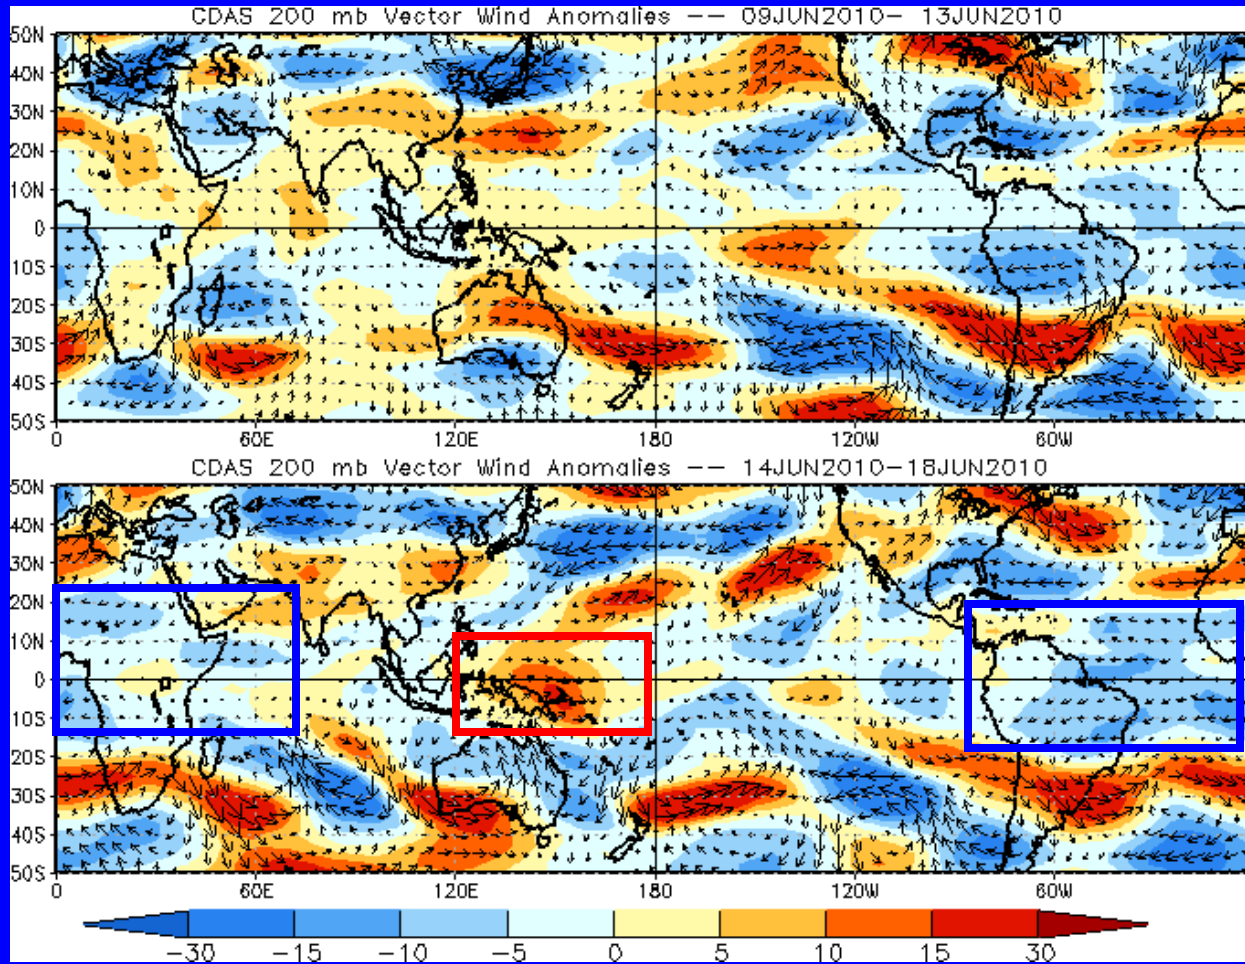 CDAS 200 mb Vector Wind Anomalies -- 09JUN2010- 13JUN2010
50N
40N
30N
20N
10N
0
10S
20S
30S
40S
50S
0 60E 120E 180 120W 60W
CDAS 200 mb Vector Wind Anomalies -- 14JUN2010-18JUN2010
50N
40N
30N
20N
10N
0
10S
20S
30S
40S
50S
0 60E 120E 180 120W 60W
-30 -15 -10 -5 0 5 10 15 30